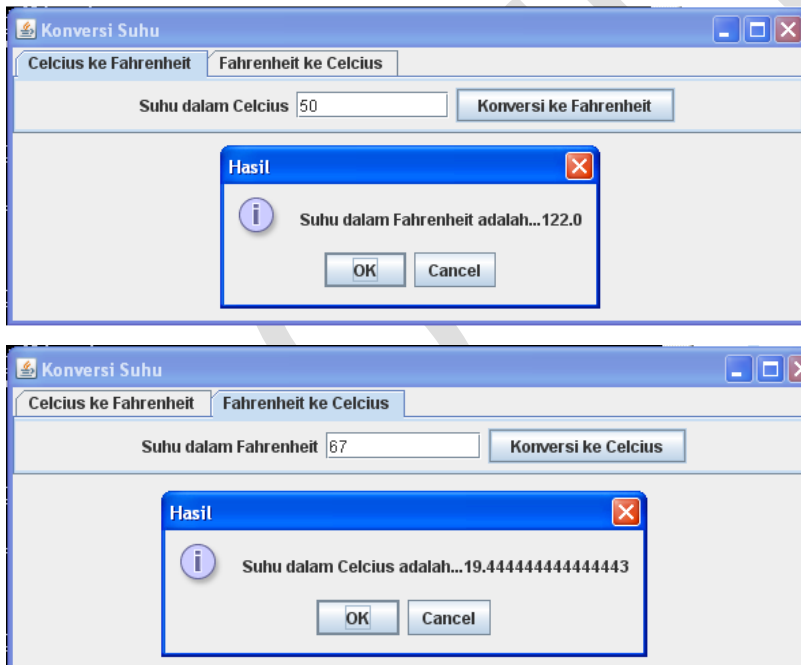 Konversi Suhu
Celcius ke Fahrenheit Fahrenheit ke Celcius
Suhu dalam Celcius 50 Konversi ke Fahrenheit
Hasil
Suhu dalam Fahrenheit adalah...122.0
OK Cancel
Konversi Suhu
Celcius ke Fahrenheit Fahrenheit ke Celcius
Suhu dalam Fahrenheit 67 Konversi ke Celcius
Hasil
Suhu dalam Celcius adalah...19.444444444444443
OK Cancel